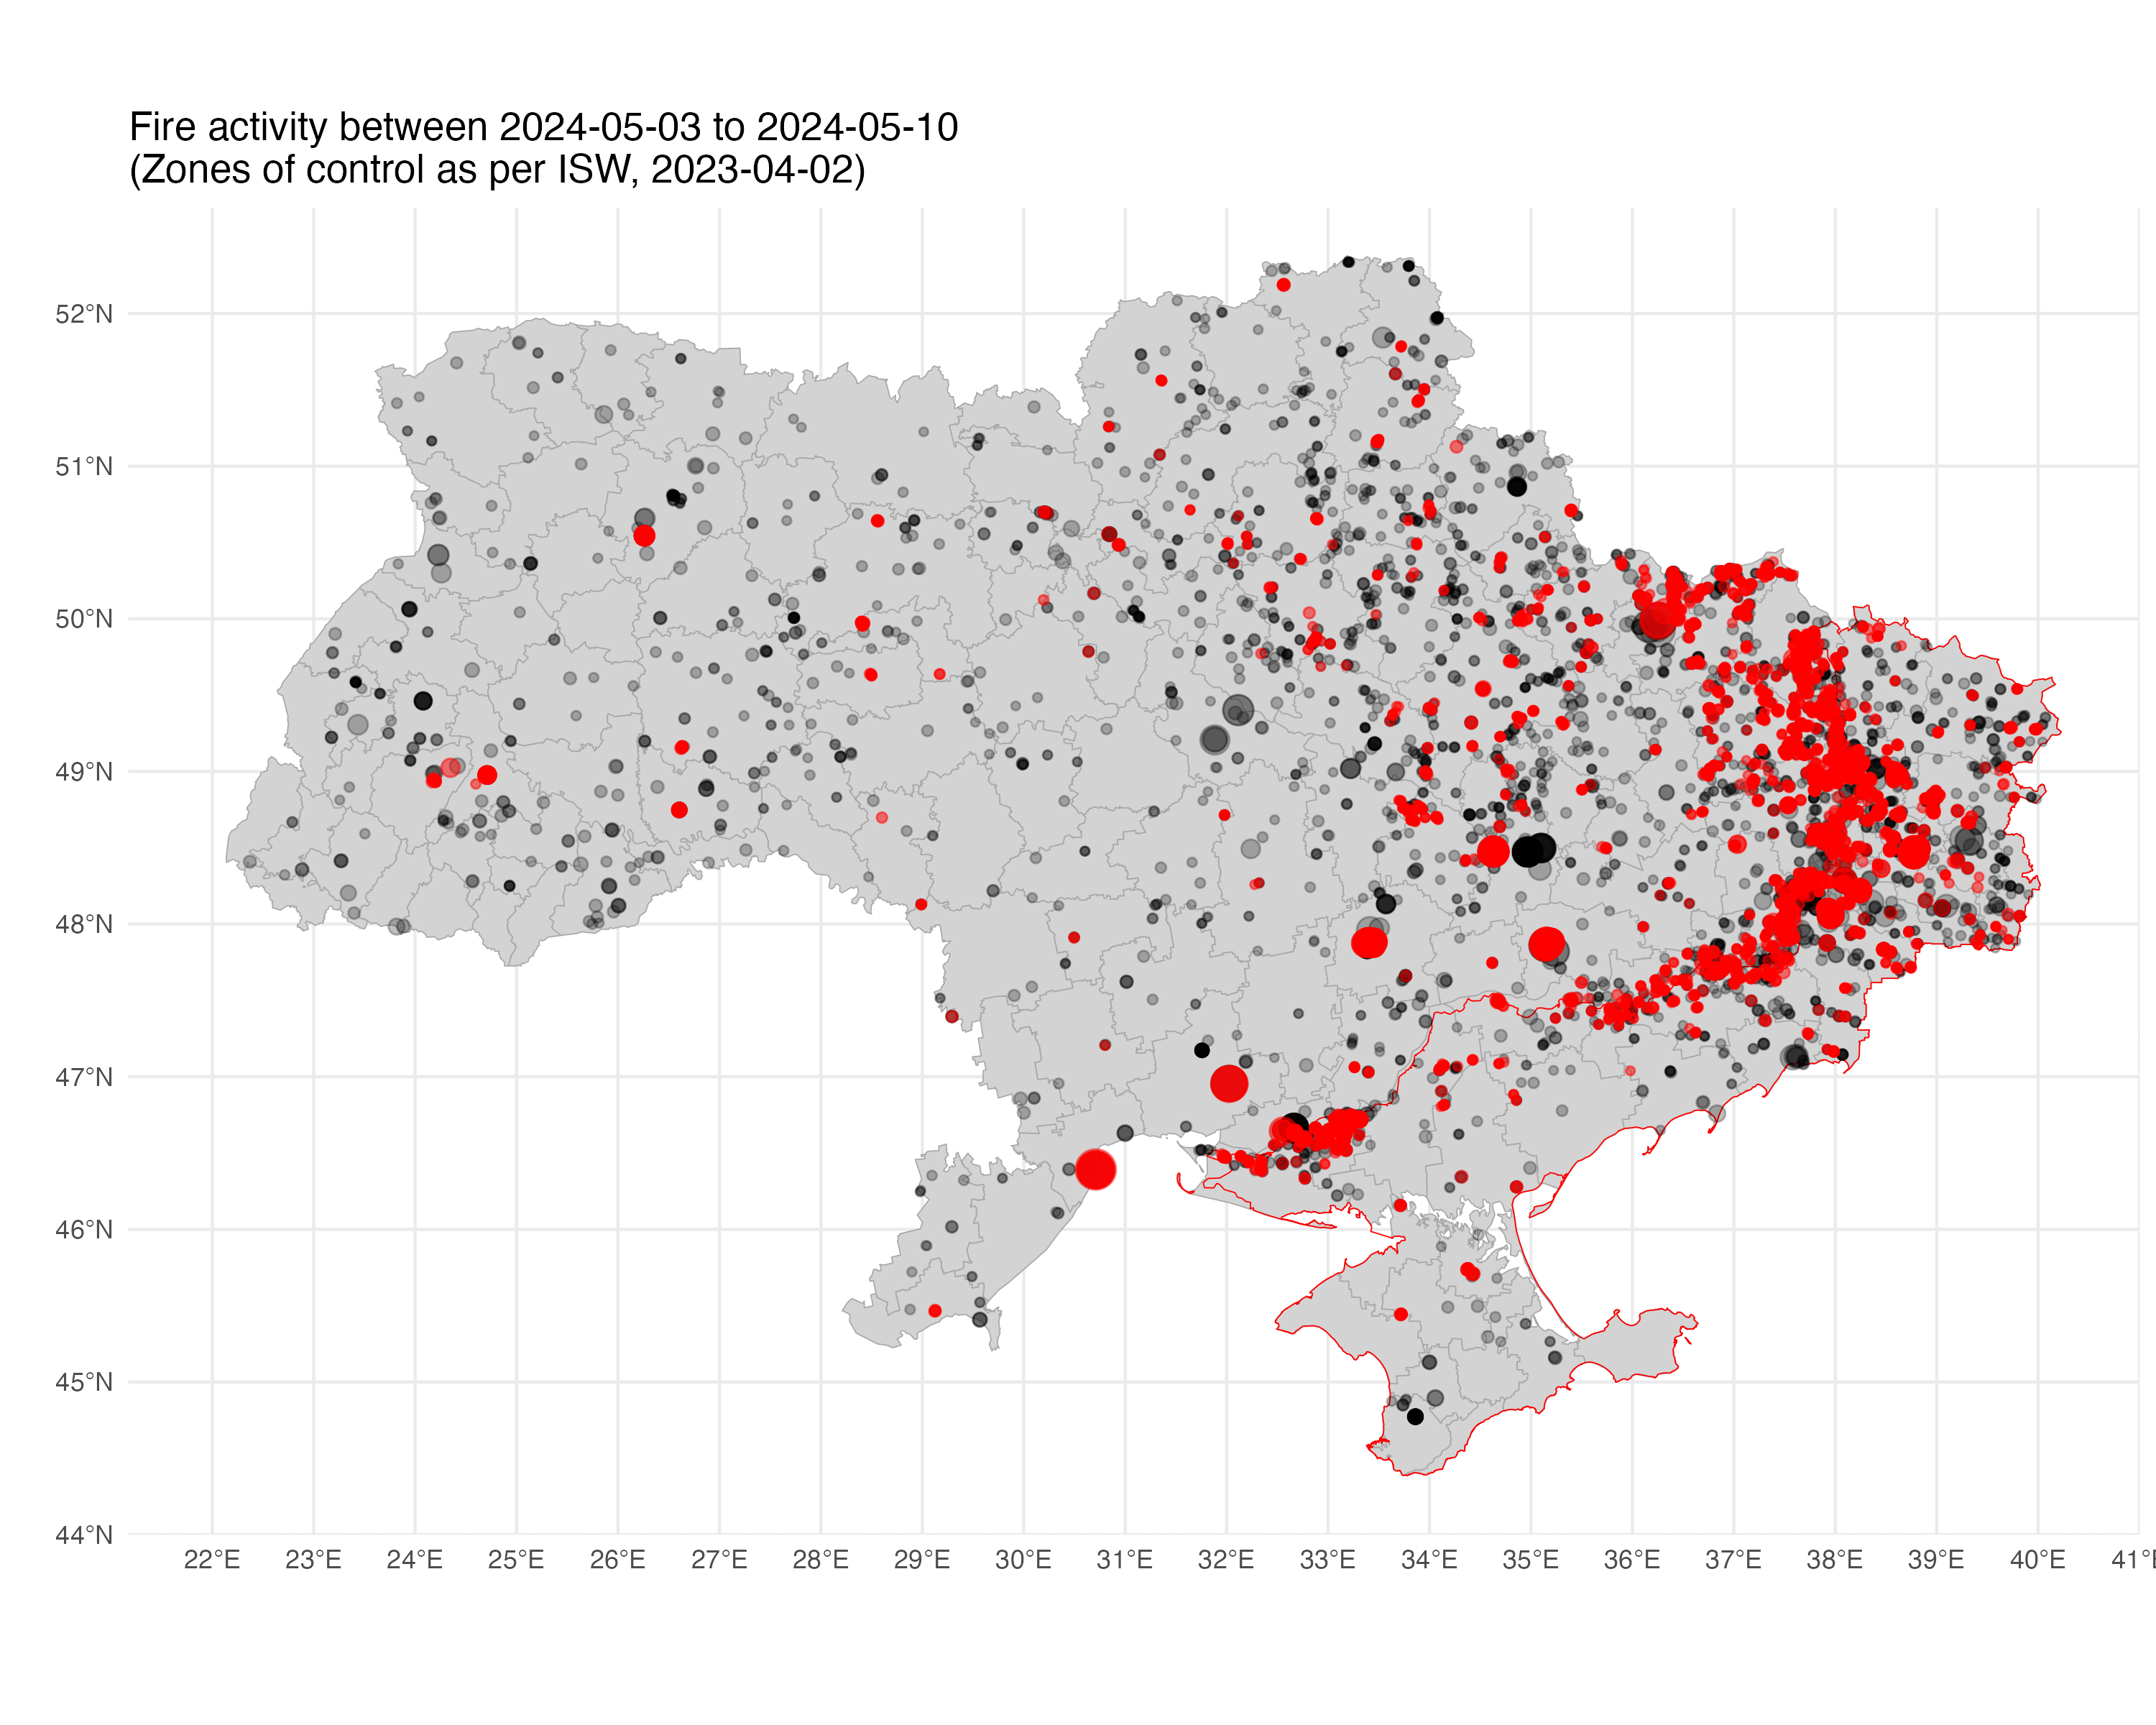 Fire activity between 2024-05-03 to 2024-05-10
(Zones of control as per ISW, 2023-04-02)
52°N
51°N
50°N
49°N
48°N
47°N
46°N
45°N
44°N
22°E 23°E 24°E 25°E 26°E 27°E 28°E 29°E 30°E 31°E 32°E 33°E 34°E 35°E 36°E 37°E 38°E 39°E 40°E 41°E